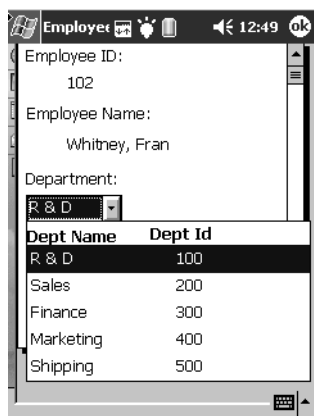 Employee 12:49 ok
Employee ID:
102
Employee Name:
Whitney, Fran
Department:
R & D
Dept Name Dept Id
R & D 100
Sales 200
Finance 300
Marketing 400
Shipping 500